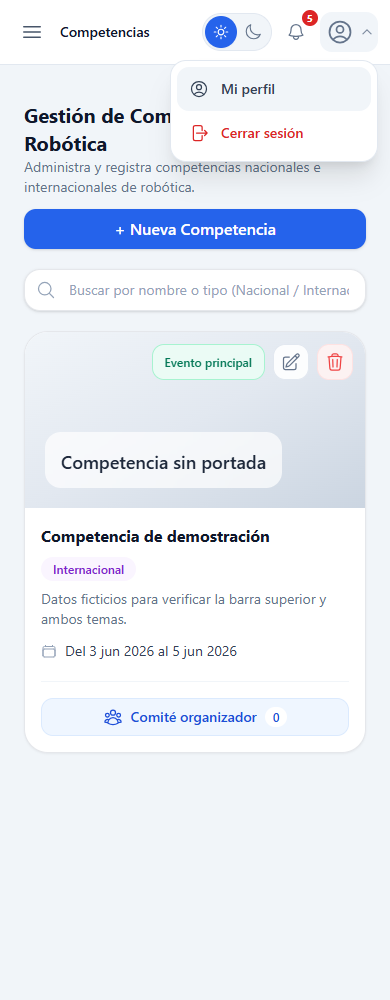 Competencias
5
Mi perfil
Cerrar sesión
Gestión de Com
Robótica
Administra y registra competencias nacionales e
internacionales de robótica.
+ Nueva Competencia
Buscar por nombre o tipo (Nacional / Internac
Evento principal
Competencia sin portada
Competencia de demostración
Internacional
Datos ficticios para verificar la barra superior y
ambos temas.
Del 3 jun 2026 al 5 jun 2026
Comité organizador 0